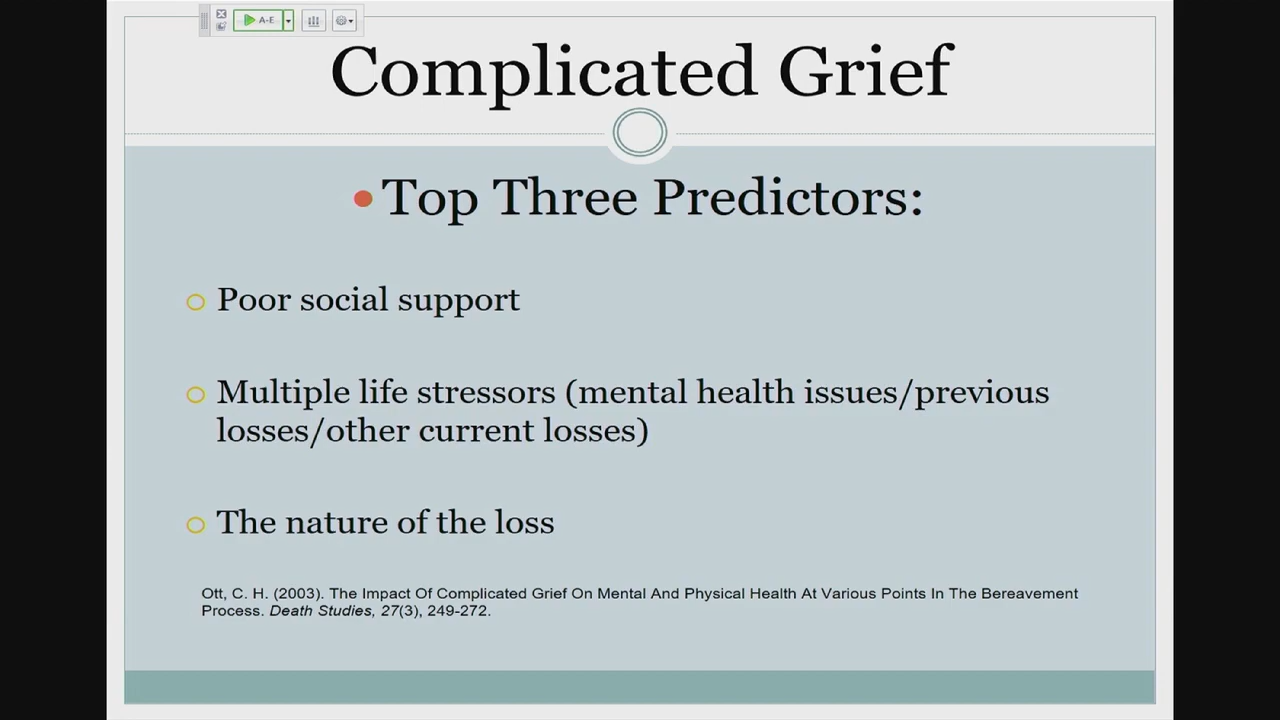 A-E
Complicated Grief
Top Three Predictors:
Poor social support
Multiple life stressors (mental health issues/previous
losses/other current losses)
The nature of the loss
Ott, C. H. (2003). The Impact Of Complicated Grief On Mental And Physical Health At Various Points In The Bereavement
Process. Death Studies, 27(3), 249-272.